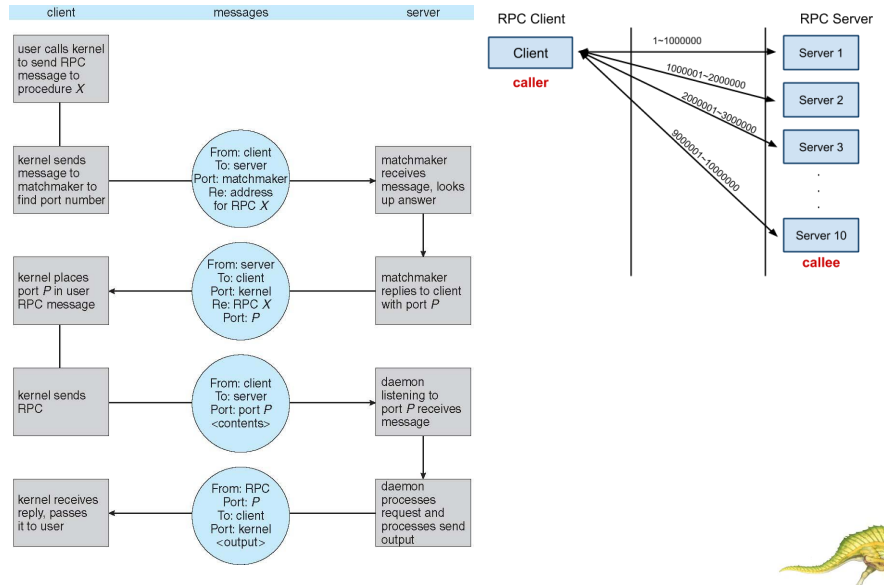 client
messages
server
user calls kernel
to send RPC
message to
procedure X
kernel sends
message to
matchmaker to
find port number
From: client
To: server
Port: matchmaker
Re: address
for RPC X
matchmaker
receives
message, looks
up answer
kernel places
port P in user
RPC message
From: server
To: client
Port: kernel
Re: RPC X
Port: P
matchmaker
replies to client
with port P
kernel sends
RPC
From: client
To: server
Port: port P
<contents>
daemon
listening to
port P receives
message
kernel receives
reply, passes
it to user
From: RPC
Port: P
To: client
Port: kernel
<output>
daemon
processes
request and
processes send
output
RPC Client
RPC Server
Client
caller
1~1000000
1000001~2000000
2000001~3000000
9000001~10000000
Server 1
Server 2
Server 3
.
.
.
Server 10
callee